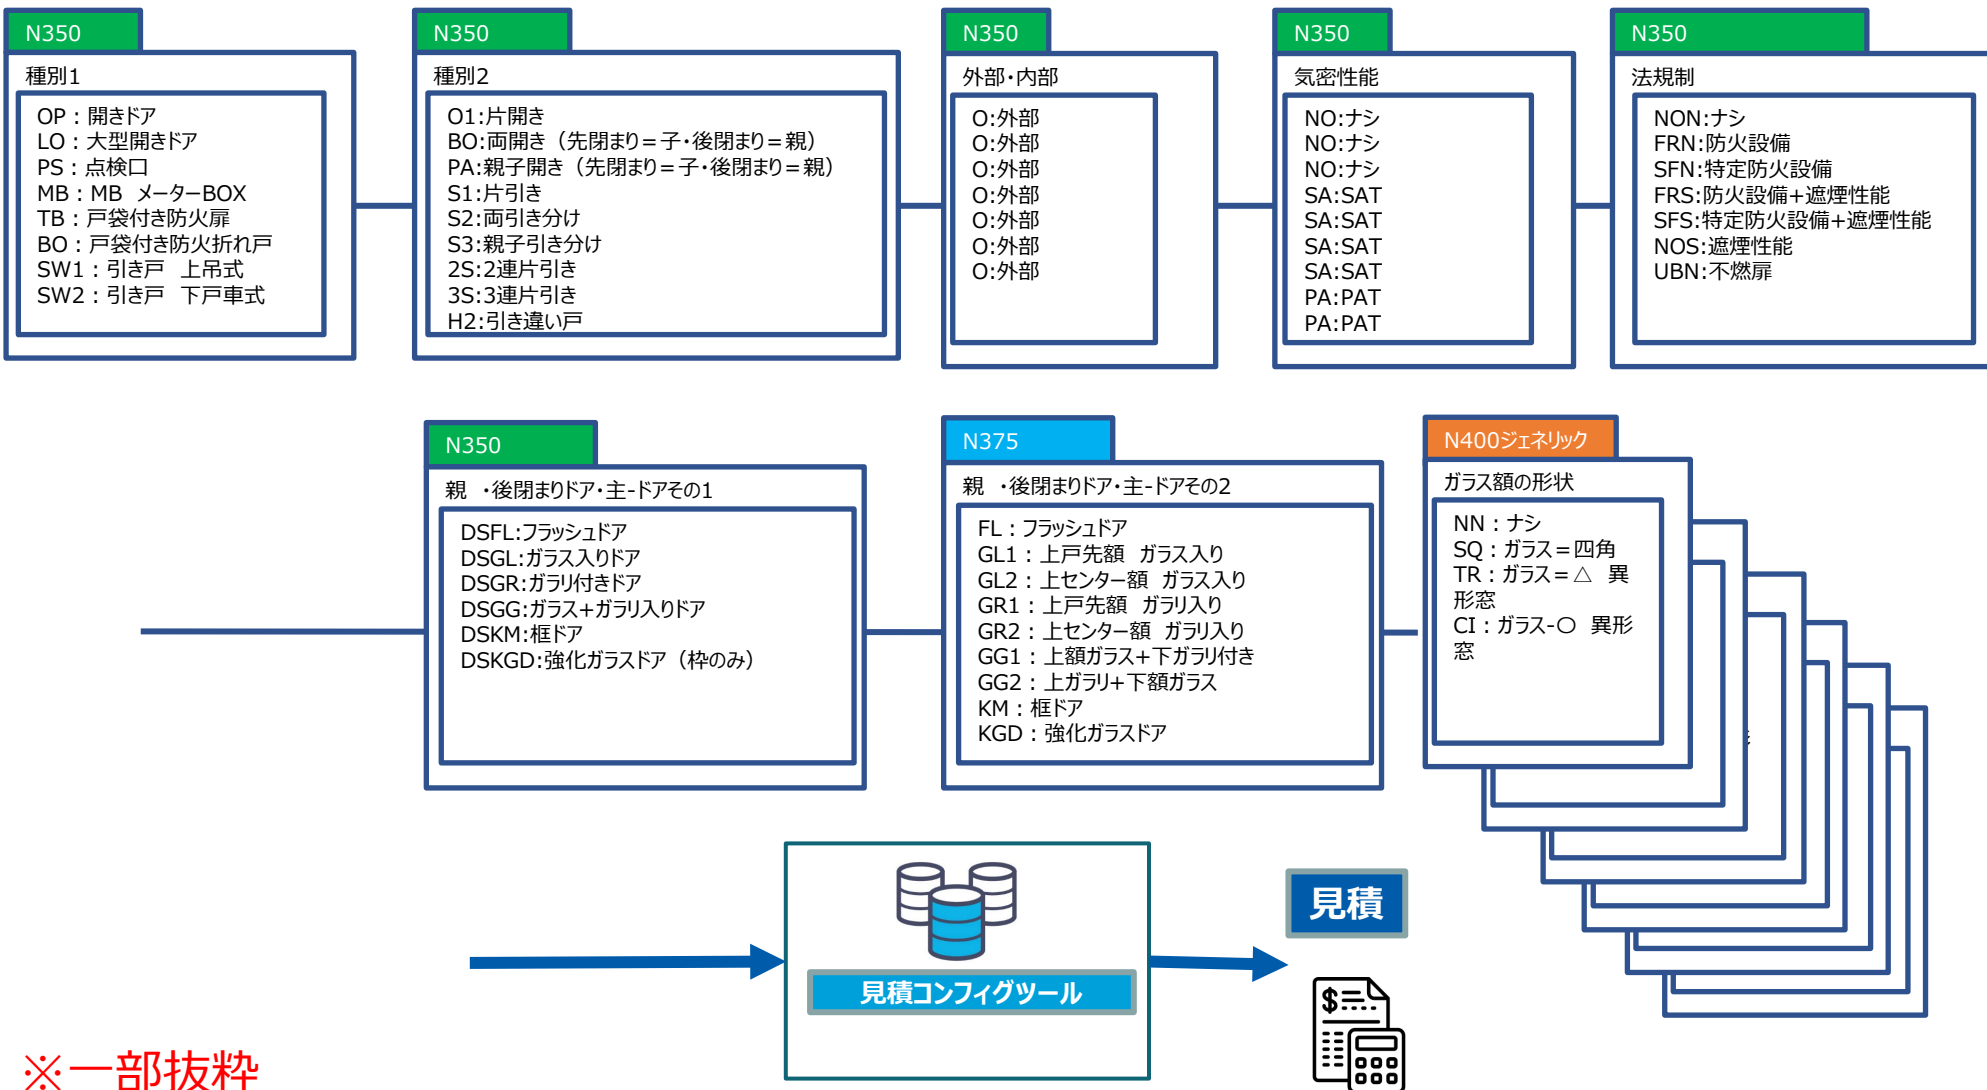 N350
種別1
OP：開きドア
LO：大型開きドア
PS：点検口
MB：MB メーターBOX
TB：戸袋付き防火扉
BO：戸袋付き防火折れ戸
SW1：引き戸 上吊式
SW2：引き戸 下戸車式
N350
種別2
O1:片開き
BO:両開き（先閉まり=子・後閉まり=親）
PA:親子開き（先閉まり=子・後閉まり=親）
S1:片引き
S2:両引き分け
S3:親子引き分け
2S:2連片引き
3S:3連片引き
H2:引き違い戸
N350
外部・内部
O:外部
O:外部
O:外部
O:外部
O:外部
O:外部
O:外部
N350
気密性能
NO:ナシ
NO:ナシ
NO:ナシ
SA:SAT
SA:SAT
SA:SAT
SA:SAT
PA:PAT
PA:PAT
N350
法規制
NON:ナシ
FRN:防火設備
SFN:特定防火設備
FRS:防火設備+遮煙性能
SFS:特定防火設備+遮煙性能
NOS:遮煙性能
UBN:不燃扉
N350
親 ・後閉まりドア・主-ドアその1
DSFL:フラッシュドア
DSGL:ガラス入りドア
DSGR:ガラリ付きドア
DSGG:ガラス+ガラリ入りドア
DSKM:框ドア
DSKGD:強化ガラスドア（枠のみ）
N375
親 ・後閉まりドア・主-ドアその2
FL：フラッシュドア
GL1：上戸先額 ガラス入り
GL2：上センター額 ガラス入り
GR1：上戸先額 ガラリ入り
GR2：上センター額 ガラリ入り
GG1：上額ガラス+下ガラリ付き
GG2：上ガラリ+下額ガラス
KM：框ドア
KGD：強化ガラスドア
N400ジェネリック
ガラス額の形状
NN：ナシ
SQ：ガラス＝四角
TR：ガラス＝△ 異
形窓
CI：ガラス-〇 異形
窓
見積コンフィグツール
見積
$
※一部抜粋